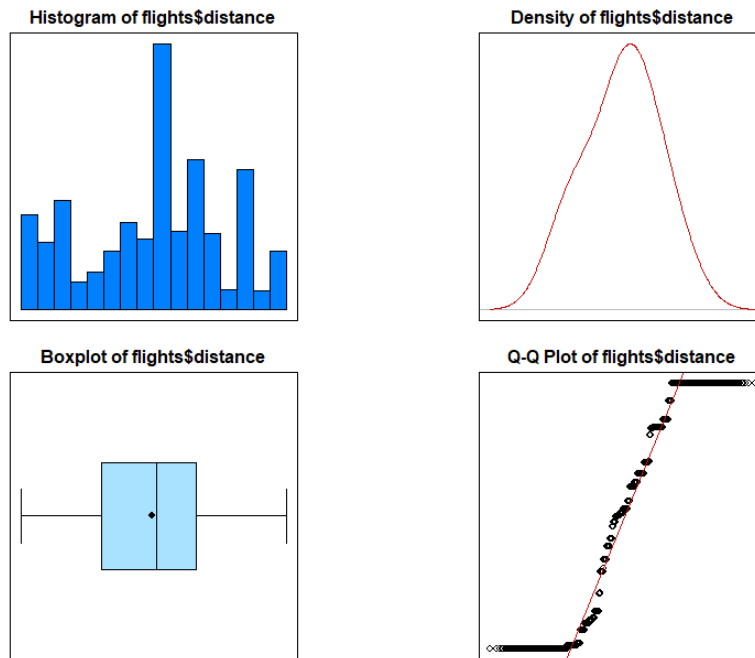 Histogram of flights$distance
Density of flights$distance
Boxplot of flights$distance
Q-Q Plot of flights$distance